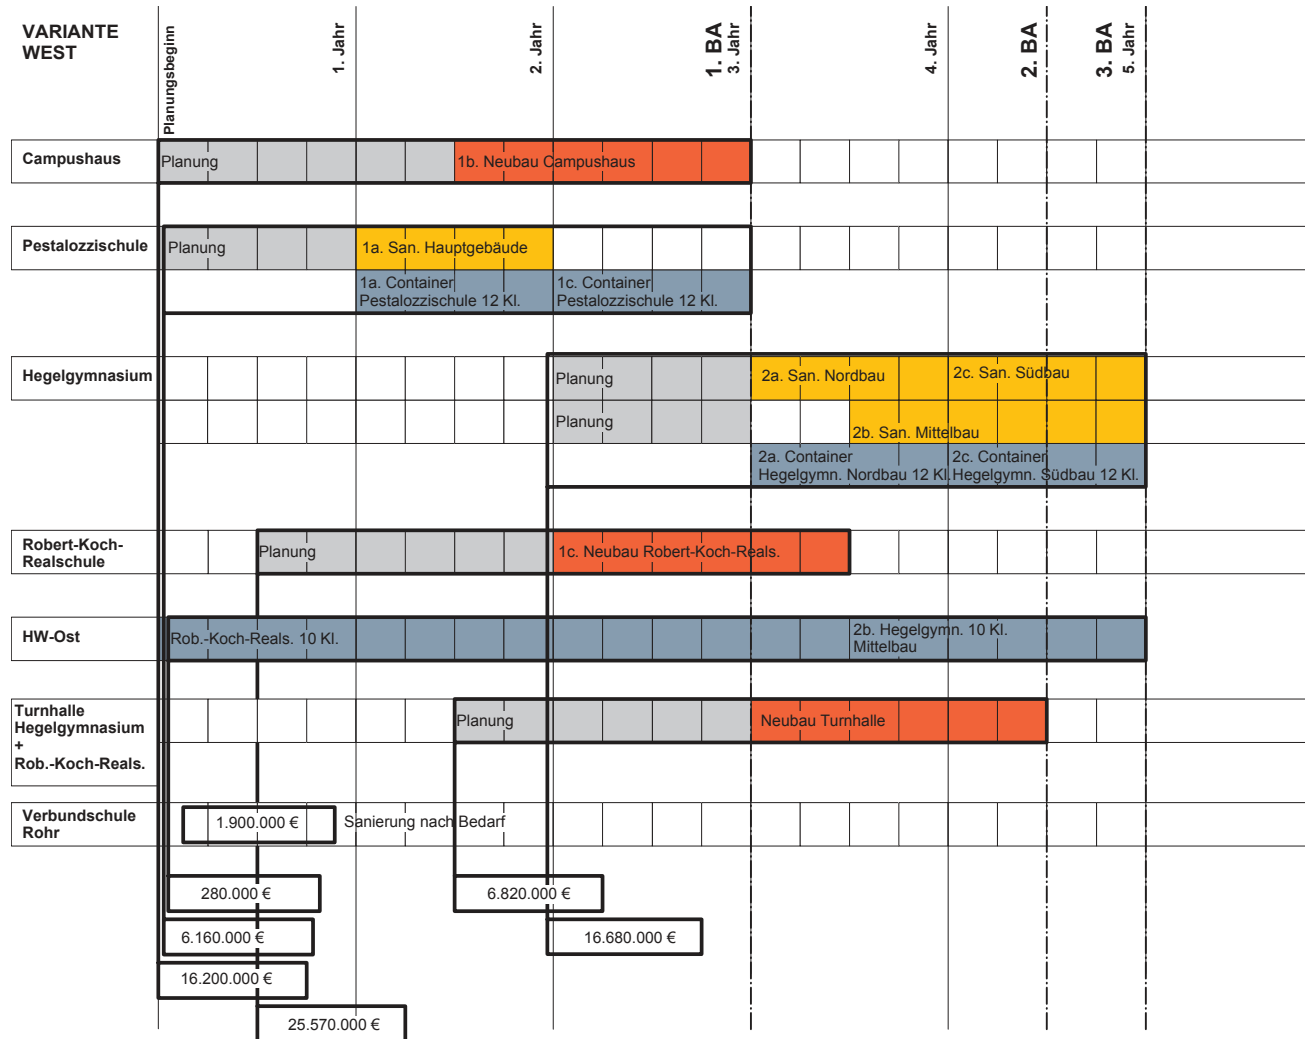 VARIANTE
WEST
Planungsbeginn
1. Jahr
2. Jahr
1. BA
3. Jahr
4. Jahr
2. BA
3. BA
5. Jahr
Campushaus
Planung
1b. Neubau Campushaus
Pestalozzischule
Planung
1a. San. Hauptgebäude
1a. Container
Pestalozzischule 12 Kl.
1c. Container
Pestalozzischule 12 Kl.
Hegelgymnasium
Planung
2a. San. Nordbau
2c. San. Südbau
Planung
2b. San. Mittelbau
2a. Container
Hegelgymn. Nordbau 12 Kl.
2c. Container
Hegelgymn. Südbau 12 Kl.
Robert-Koch-
Realschule
Planung
1c. Neubau Robert-Koch-Reals.
HW-Ost
Rob.-Koch-Reals. 10 Kl.
2b. Hegelgymn. 10 Kl.
Mittelbau
Turnhalle
Hegelgymnasium
+
Rob.-Koch-Reals.
Planung
Neubau Turnhalle
Verbundschule
Rohr
1.900.000 €
Sanierung nach Bedarf
280.000 €
6.820.000 €
6.160.000 €
16.680.000 €
16.200.000 €
25.570.000 €